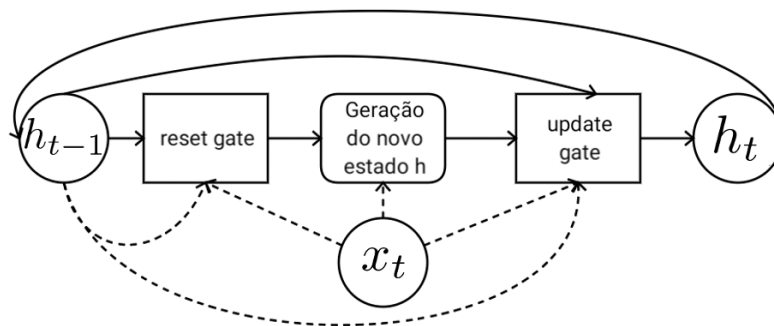 h_{t-1}
reset gate
Geração
do novo
estado h
update
gate
h_t
x_t